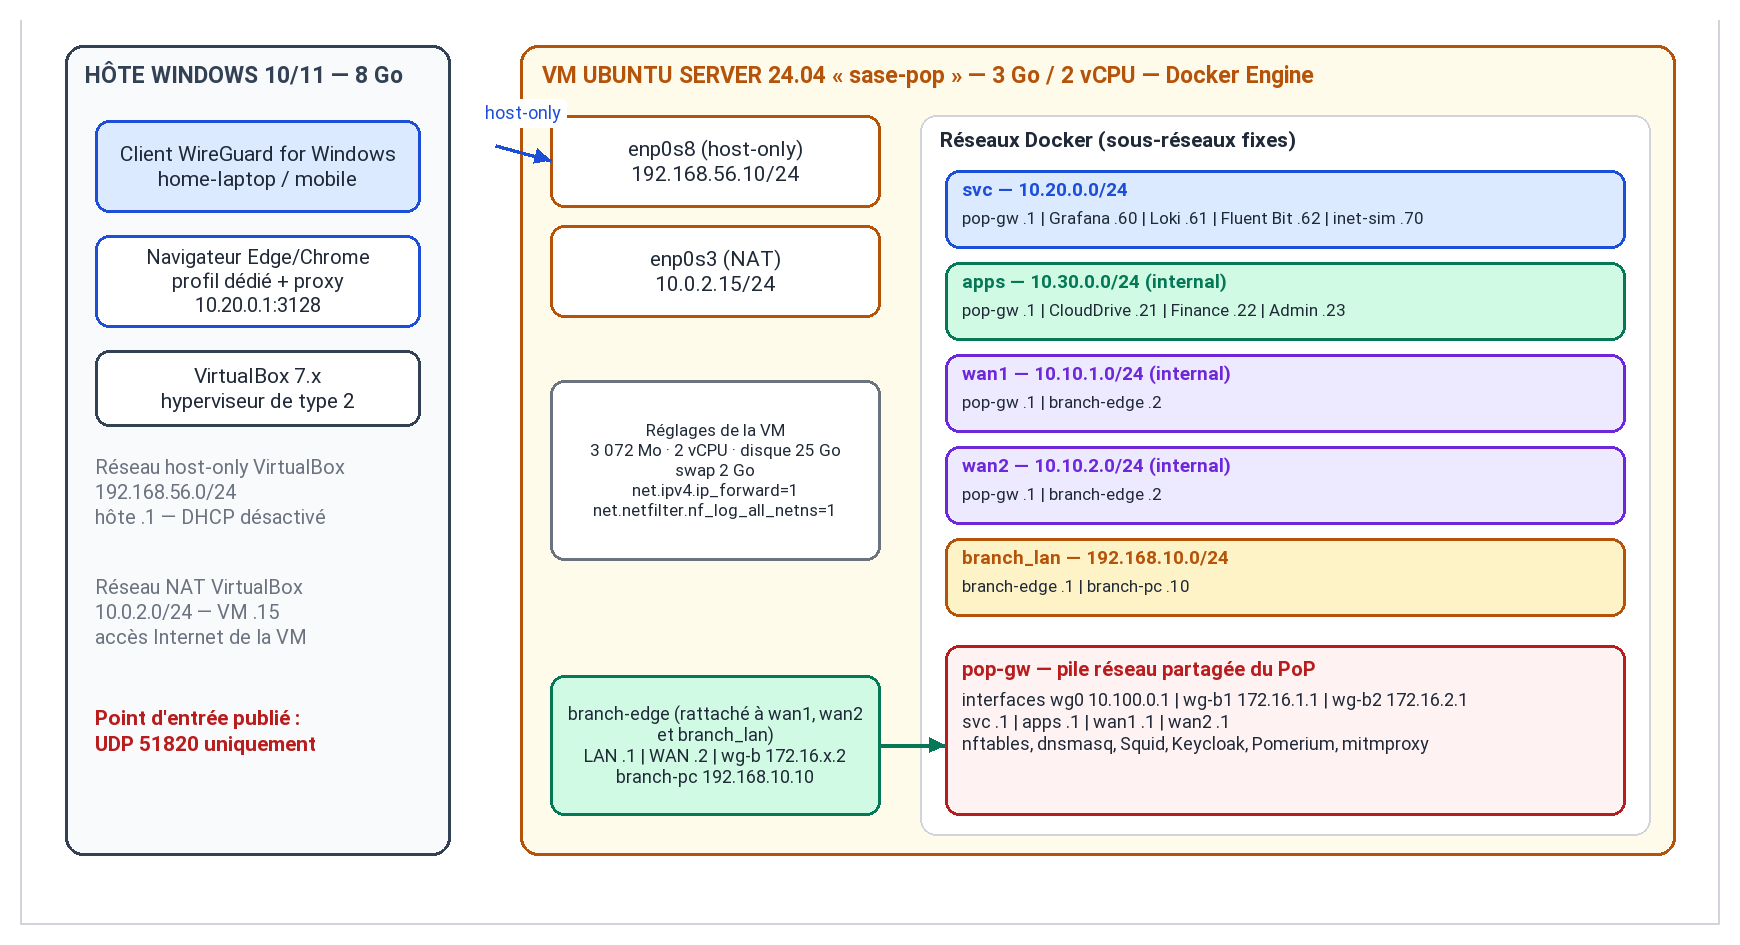 HÔTE WINDOWS 10/11 — 8 Go
Client WireGuard for Windows
home-laptop / mobile
Navigateur Edge/Chrome
profil dédié + proxy
10.20.0.1:3128
VirtualBox 7.x
hyperviseur de type 2
Réseau host-only VirtualBox
192.168.56.0/24
hôte .1 — DHCP désactivé
Réseau NAT VirtualBox
10.0.2.0/24 — VM .15
accès Internet de la VM
Point d'entrée publié :
UDP 51820 uniquement
host-only
VM UBUNTU SERVER 24.04 « sase-pop » — 3 Go / 2 vCPU — Docker Engine
enp0s8 (host-only)
192.168.56.10/24
enp0s3 (NAT)
10.0.2.15/24
Réglages de la VM
3 072 Mo · 2 vCPU · disque 25 Go
swap 2 Go
net.ipv4.ip_forward=1
net.netfilter.nf_log_all_netns=1
branch-edge (rattaché à wan1, wan2
et branch_lan)
LAN .1 | WAN .2 | wg-b 172.16.x.2
branch-pc 192.168.10.10
Réseaux Docker (sous-réseaux fixes)
svc — 10.20.0.0/24
pop-gw .1 | Grafana .60 | Loki .61 | Fluent Bit .62 | inet-sim .70
apps — 10.30.0.0/24 (internal)
pop-gw .1 | CloudDrive .21 | Finance .22 | Admin .23
wan1 — 10.10.1.0/24 (internal)
pop-gw .1 | branch-edge .2
wan2 — 10.10.2.0/24 (internal)
pop-gw .1 | branch-edge .2
branch_lan — 192.168.10.0/24
branch-edge .1 | branch-pc .10
pop-gw — pile réseau partagée du PoP
interfaces wg0 10.100.0.1 | wg-b1 172.16.1.1 | wg-b2 172.16.2.1
svc .1 | apps .1 | wan1 .1 | wan2 .1
nftables, dnsmasq, Squid, Keycloak, Pomerium, mitmproxy